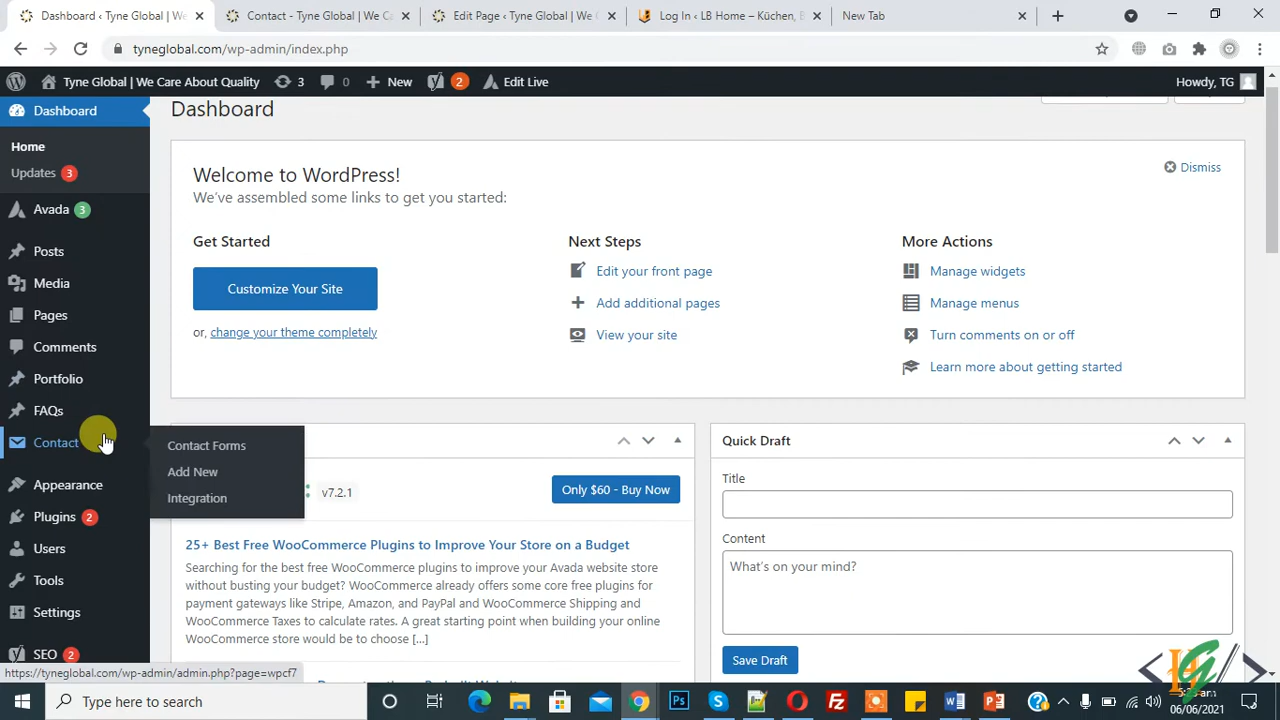 Dashboard ‹ Tyne Global | We Ca
Contact - Tyne Global | We Ca
Edit Page ‹ Tyne Global | We C
Log In ‹ LB Home – Küchen, B
New Tab
tyneglobal.com/wp-admin/index.php
Tyne Global | We Care About Quality
3
0
New
2
Edit Live
Howdy, TG
Dashboard
Home
Updates 3
Avada 3
Posts
Media
Pages
Comments
Portfolio
FAQs
Contact
Contact Forms
Add New
Integration
Appearance
Plugins 2
Users
Tools
Settings
SEO 2
Dashboard
Welcome to WordPress!
We've assembled some links to get you started:
Dismiss
Get Started
Customize Your Site
or, change your theme completely
Next Steps
Edit your front page
Add additional pages
View your site
More Actions
Manage widgets
Manage menus
Turn comments on or off
Learn more about getting started
v7.2.1
Only $60 - Buy Now
25+ Best Free WooCommerce Plugins to Improve Your Store on a Budget
Searching for the best free WooCommerce plugins to improve your Avada website store
without busting your budget? WooCommerce already offers some core free plugins for
payment gateways like Stripe, Amazon, and PayPal and WooCommerce Shipping and
WooCommerce Taxes to calculate rates. A great starting point when building your online
WooCommerce store would be to choose [...]
Quick Draft
Title
Content
What's on your mind?
Save Draft
https://tyneglobal.com/wp-admin/admin.php?page=wpcf7
Type here to search
06/06/2021